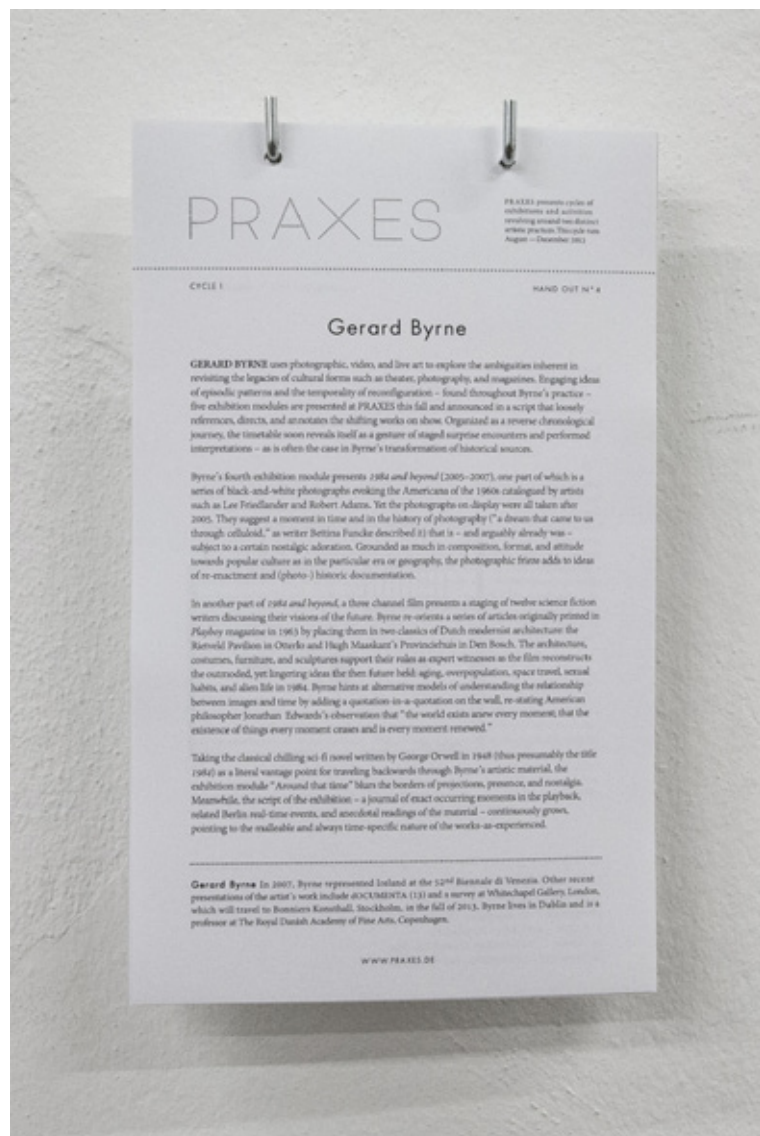 PRAXES
PRAXES presents cycles of
exhibitions and activities
revolving around two distinct
artistic practices. This cycle runs
August — December 2013
CYCLE 1
HAND OUT N° 4
Gerard Byrne
GERARD BYRNE uses photographic, video, and live art to explore the ambiguities inherent in
revisiting the legacies of cultural forms such as theater, photography, and magazines. Engaging ideas
of episodic patterns and the temporality of reconfiguration – found throughout Byrne's practice –
five exhibition modules are presented at PRAXES this fall and announced in a script that loosely
references, directs, and annotates the shifting works on show. Organized as a reverse chronological
journey, the timetable soon reveals itself as a gesture of staged surprise encounters and performed
interpretations – as is often the case in Byrne's transformation of historical sources.
Byrne's fourth exhibition module presents 1984 and beyond (2005–2007), one part of which is a
series of black-and-white photographs evoking the Americana of the 1960s catalogued by artists
such as Lee Friedlander and Robert Adams. Yet the photographs on display were all taken after
2005. They suggest a moment in time and in the history of photography ("a dream that came to us
through celluloid," as writer Bettina Funcke described it) that is – and arguably already was –
subject to a certain nostalgic adoration. Grounded as much in composition, format, and attitude
towards popular culture as in the particular era or geography, the photographic frieze adds to ideas
of re-enactment and (photo-) historic documentation.
In another part of 1984 and beyond, a three channel film presents a staging of twelve science fiction
writers discussing their visions of the future. Byrne re-orients a series of articles originally printed in
Playboy magazine in 1963 by placing them in two classics of Dutch modernist architecture: the
Rietveld Pavilion in Otterlo and Hugh Maaskant's Provinciehuis in Den Bosch. The architecture,
costumes, furniture, and sculptures support their roles as expert witnesses as the film reconstructs
the outmoded, yet lingering ideas the then future held: aging, overpopulation, space travel, sexual
habits, and alien life in 1984. Byrne hints at alternative models of understanding the relationship
between images and time by adding a quotation-in-a-quotation on the wall, re-stating American
philosopher Jonathan Edwards's observation that "the world exists anew every moment; that the
existence of things every moment ceases and is every moment renewed."
Taking the classical chilling sci-fi novel written by George Orwell in 1948 (thus presumably the title
1984) as a literal vantage point for traveling backwards through Byrne's artistic material, the
exhibition module "Around that time" blurs the borders of projections, presence, and nostalgia.
Meanwhile, the script of the exhibition – a journal of exact occurring moments in the playback,
related Berlin real-time events, and anecdotal readings of the material – continuously grows,
pointing to the malleable and always time-specific nature of the works-as-experienced.
Gerard Byrne In 2007, Byrne represented Ireland at the 52nd Biennale di Venezia. Other recent
presentations of the artist's work include dOCUMENTA (13) and a survey at Whitechapel Gallery, London,
which will travel to Bonniers Konsthall, Stockholm, in the fall of 2013. Byrne lives in Dublin and is a
professor at The Royal Danish Academy of Fine Arts, Copenhagen.
WWW.PRAXES.DE